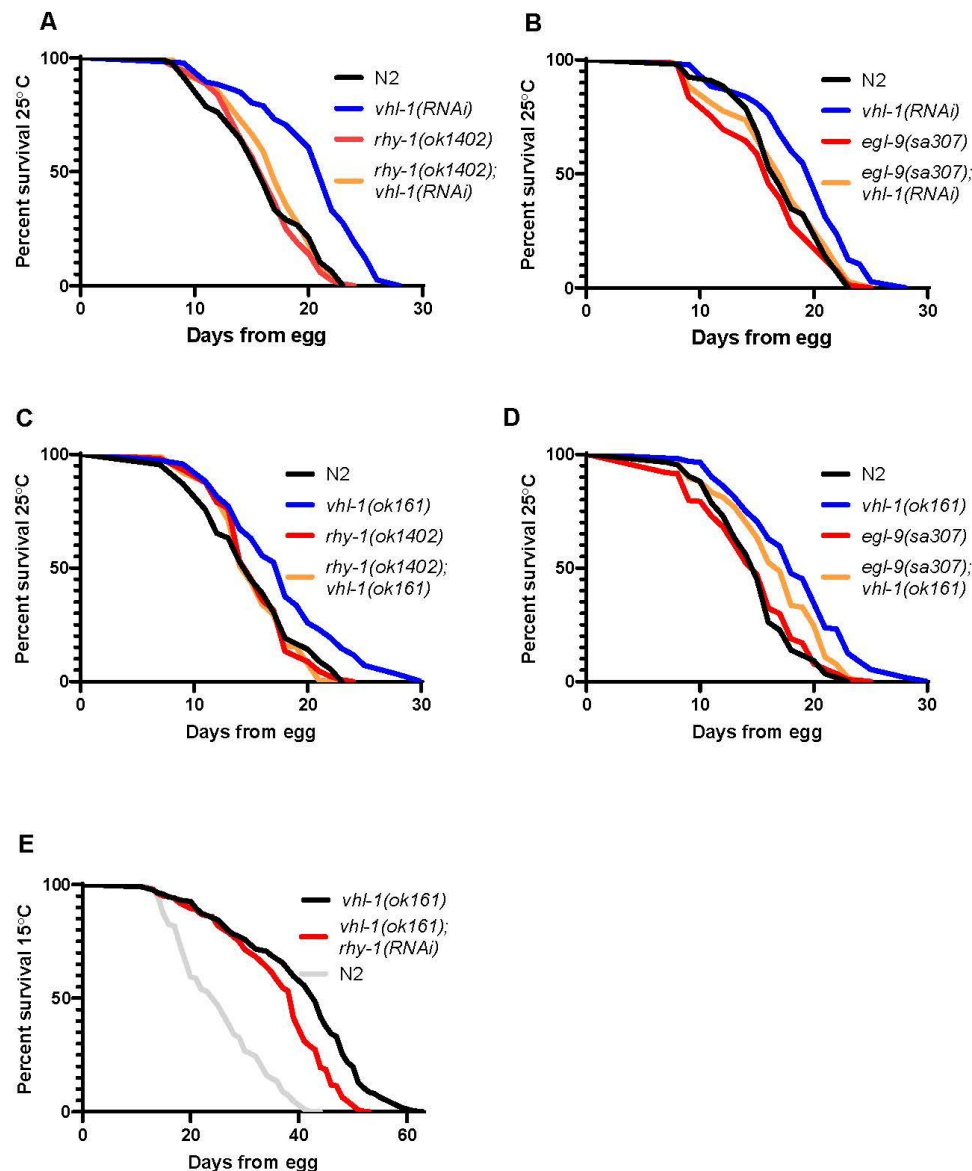 A
Percent survival 25°C
100
50
0
0
10
20
30
Days from egg
N2
vhl-1(RNAi)
rhy-1(ok1402)
rhy-1(ok1402);
vhl-1(RNAi)
B
Percent survival 25°C
100
50
0
0
10
20
30
Days from egg
N2
vhl-1(RNAi)
egl-9(sa307)
egl-9(sa307);
vhl-1(RNAi)
C
Percent survival 25°C
100
50
0
0
10
20
30
Days from egg
N2
vhl-1(ok161)
rhy-1(ok1402)
rhy-1(ok1402);
vhl-1(ok161)
D
Percent survival 25°C
100
50
0
0
10
20
30
Days from egg
N2
vhl-1(ok161)
egl-9(sa307)
egl-9(sa307);
vhl-1(ok161)
E
Percent survival 15°C
100
50
0
0
20
40
60
Days from egg
vhl-1(ok161)
vhl-1(ok161);
rhy-1(RNAi)
N2